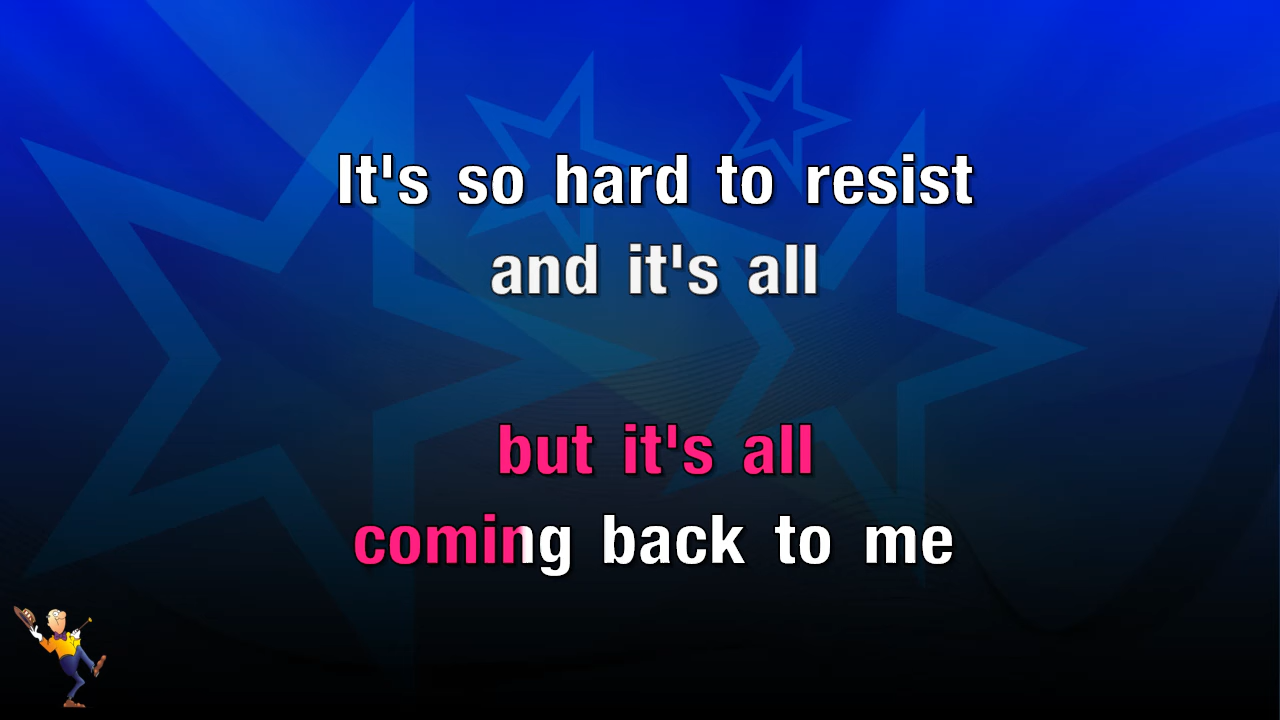 It's so hard to resist
and it's all
but it's all
coming back to me